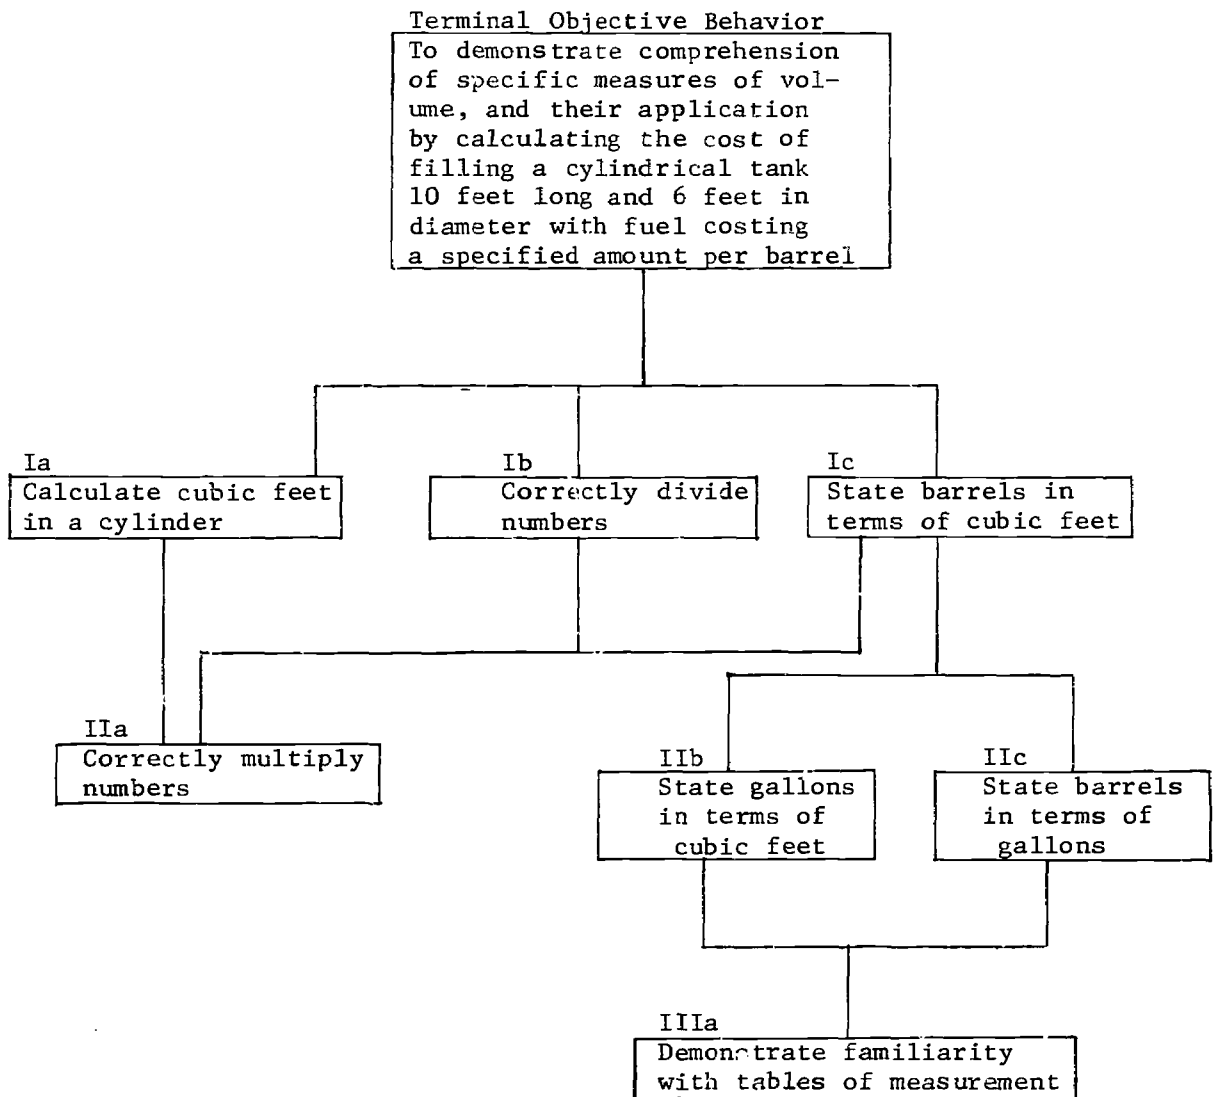 Terminal Objective Behavior
To demonstrate comprehension
of specific measures of vol-
ume, and their application
by calculating the cost of
filling a cylindrical tank
10 feet long and 6 feet in
diameter with fuel costing
a specified amount per barrel
Ia
Calculate cubic feet
in a cylinder
Ib
Correctly divide
numbers
Ic
State barrels in
terms of cubic feet
IIa
Correctly multiply
numbers
IIb
State gallons
in terms of
cubic feet
IIc
State barrels
in terms of
gallons
IIIa
Demonstrate familiarity
with tables of measurement